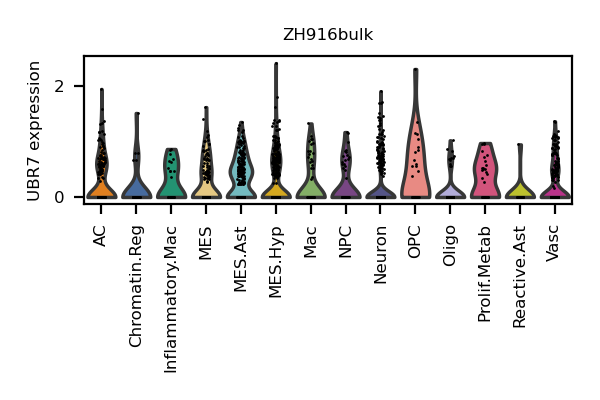 ZH916bulk
UBR7 expression
2
0
AC
Chromatin.Reg
Inflammatory.Mac
MES
MES.Ast
MES.Hyp
Mac
NPC
Neuron
OPC
Oligo
Prolif.Metab
Reactive.Ast
Vasc